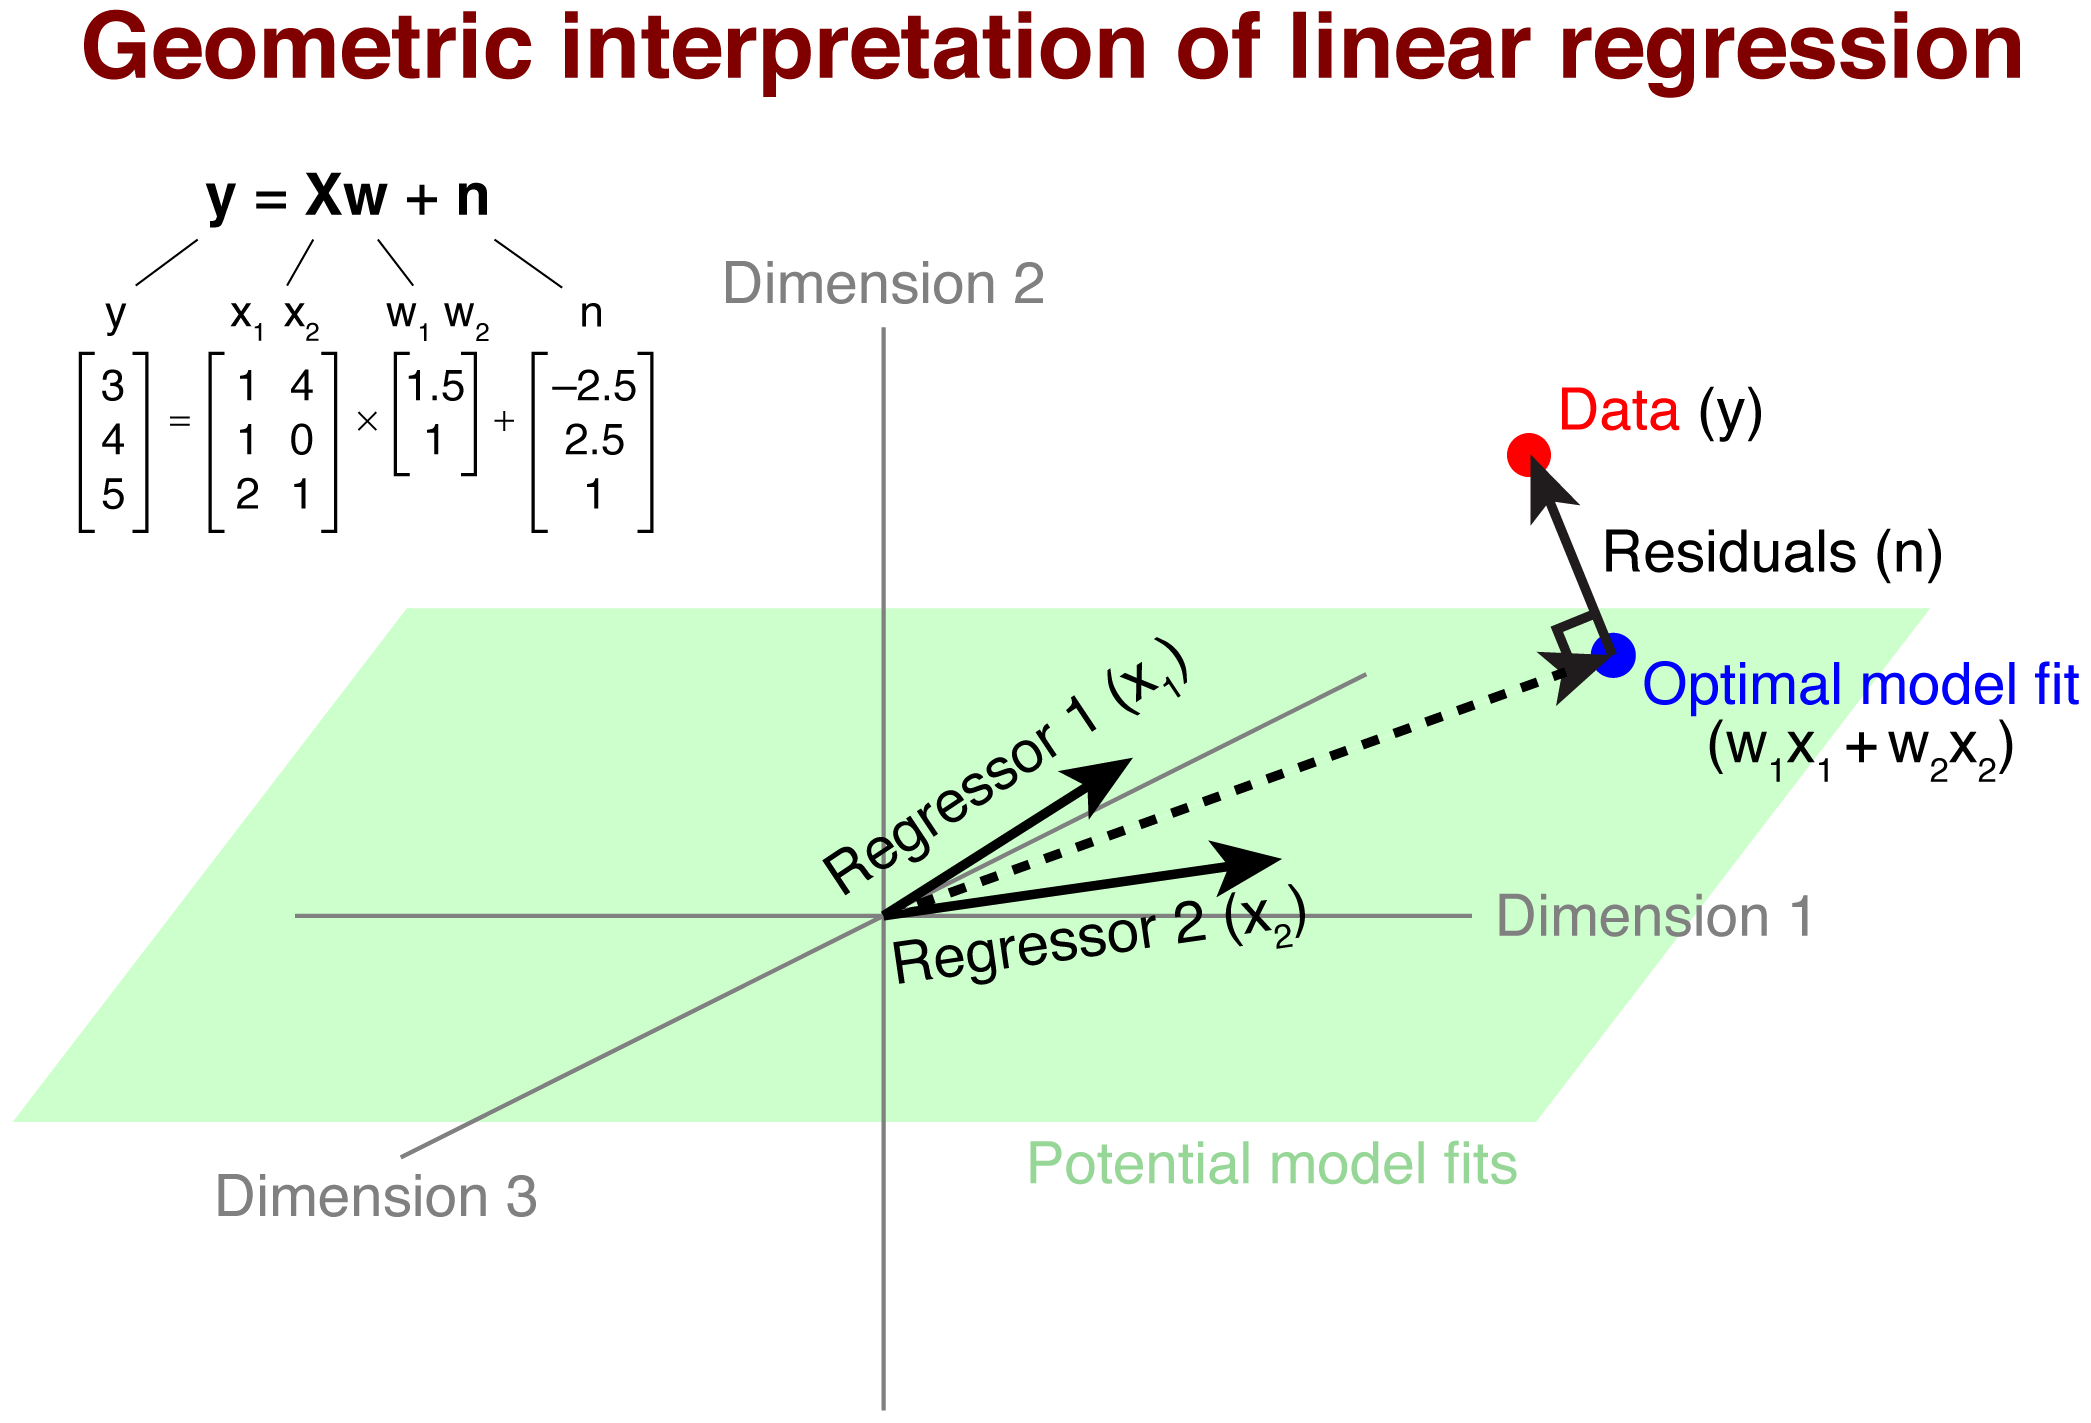 Geometric interpretation of linear regression
y = Xw + n
y x₁ x₂ w₁ w₂ n
3 1 4 1.5 –2.5
4 = 1 0 × 1 + 2.5
5 2 1 1
Dimension 2
Data (y)
Residuals (n)
Optimal model fit
(w₁x₁ + w₂x₂)
Regressor 1 (x₁)
Regressor 2 (x₂)
Dimension 1
Potential model fits
Dimension 3